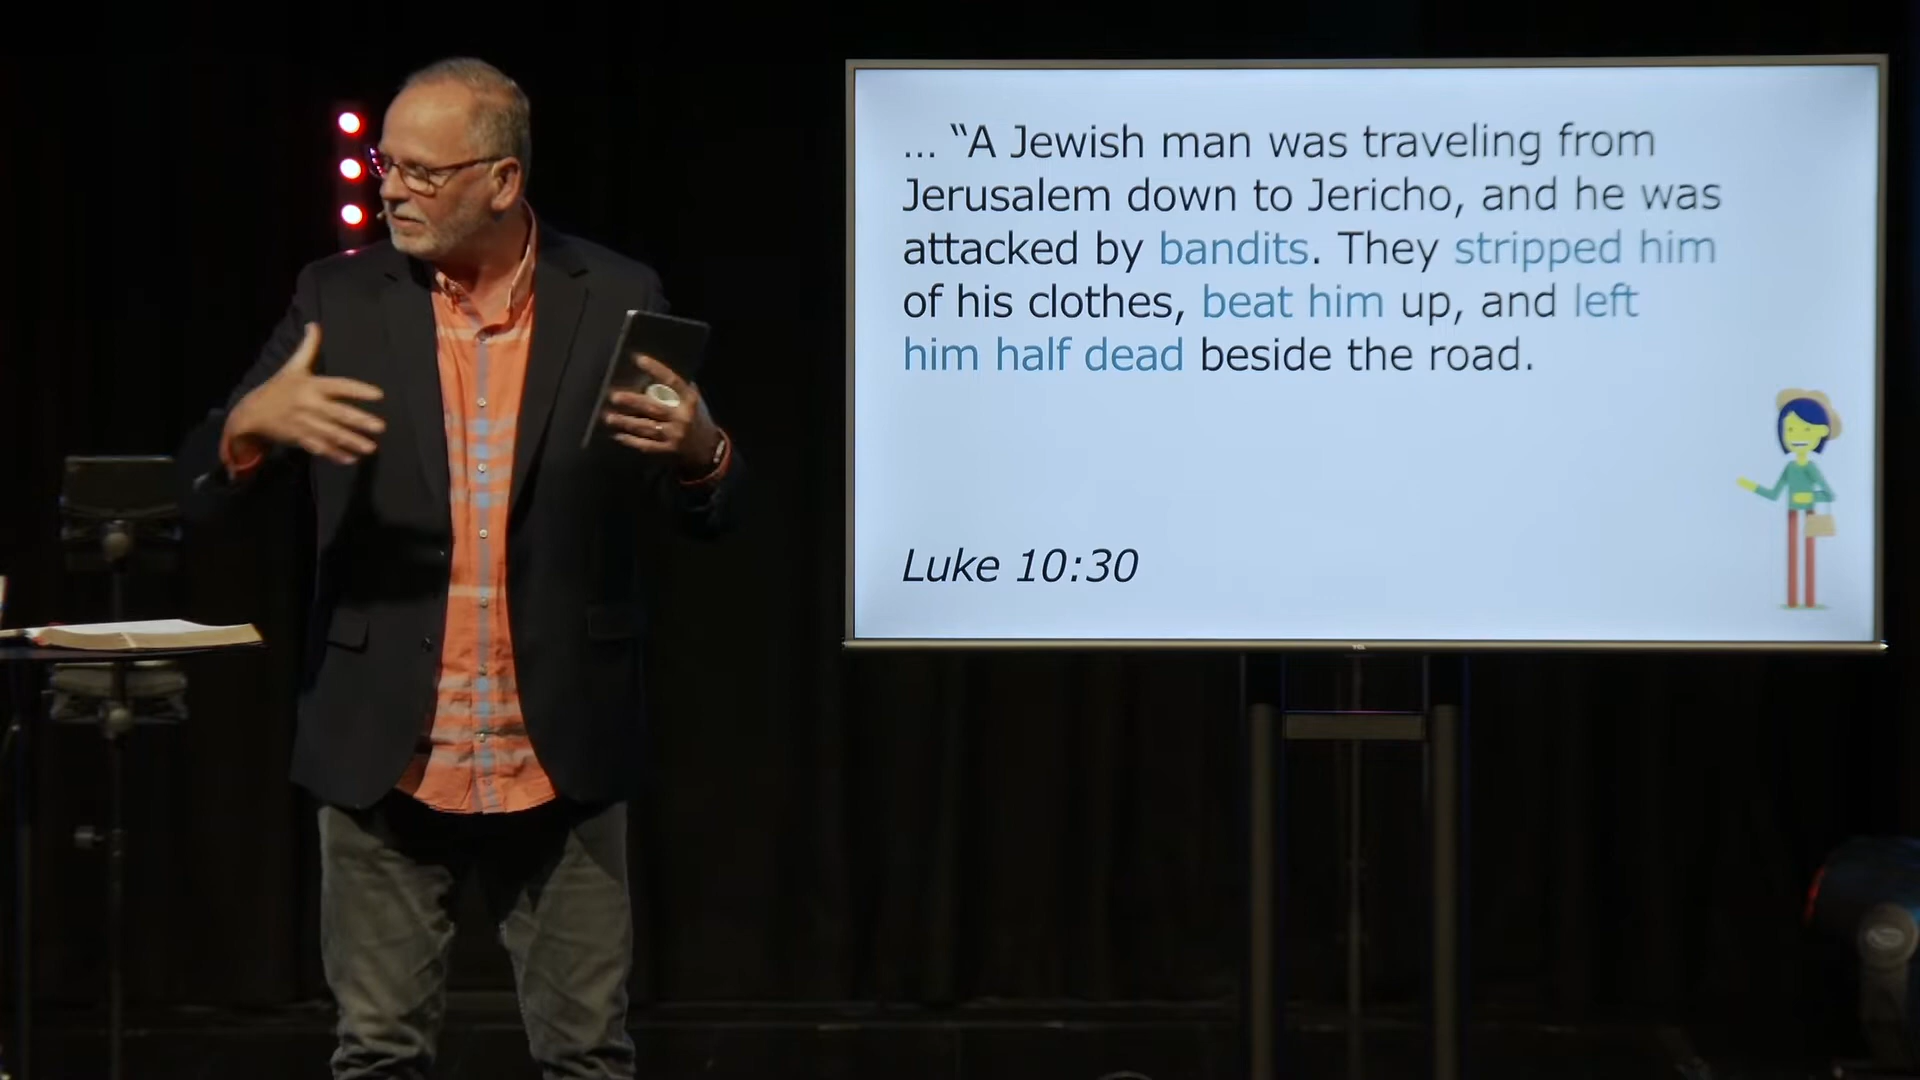 ... “A Jewish man was traveling from
Jerusalem down to Jericho, and he was
attacked by bandits. They stripped him
of his clothes, beat him up, and left
him half dead beside the road.
Luke 10:30
TCL